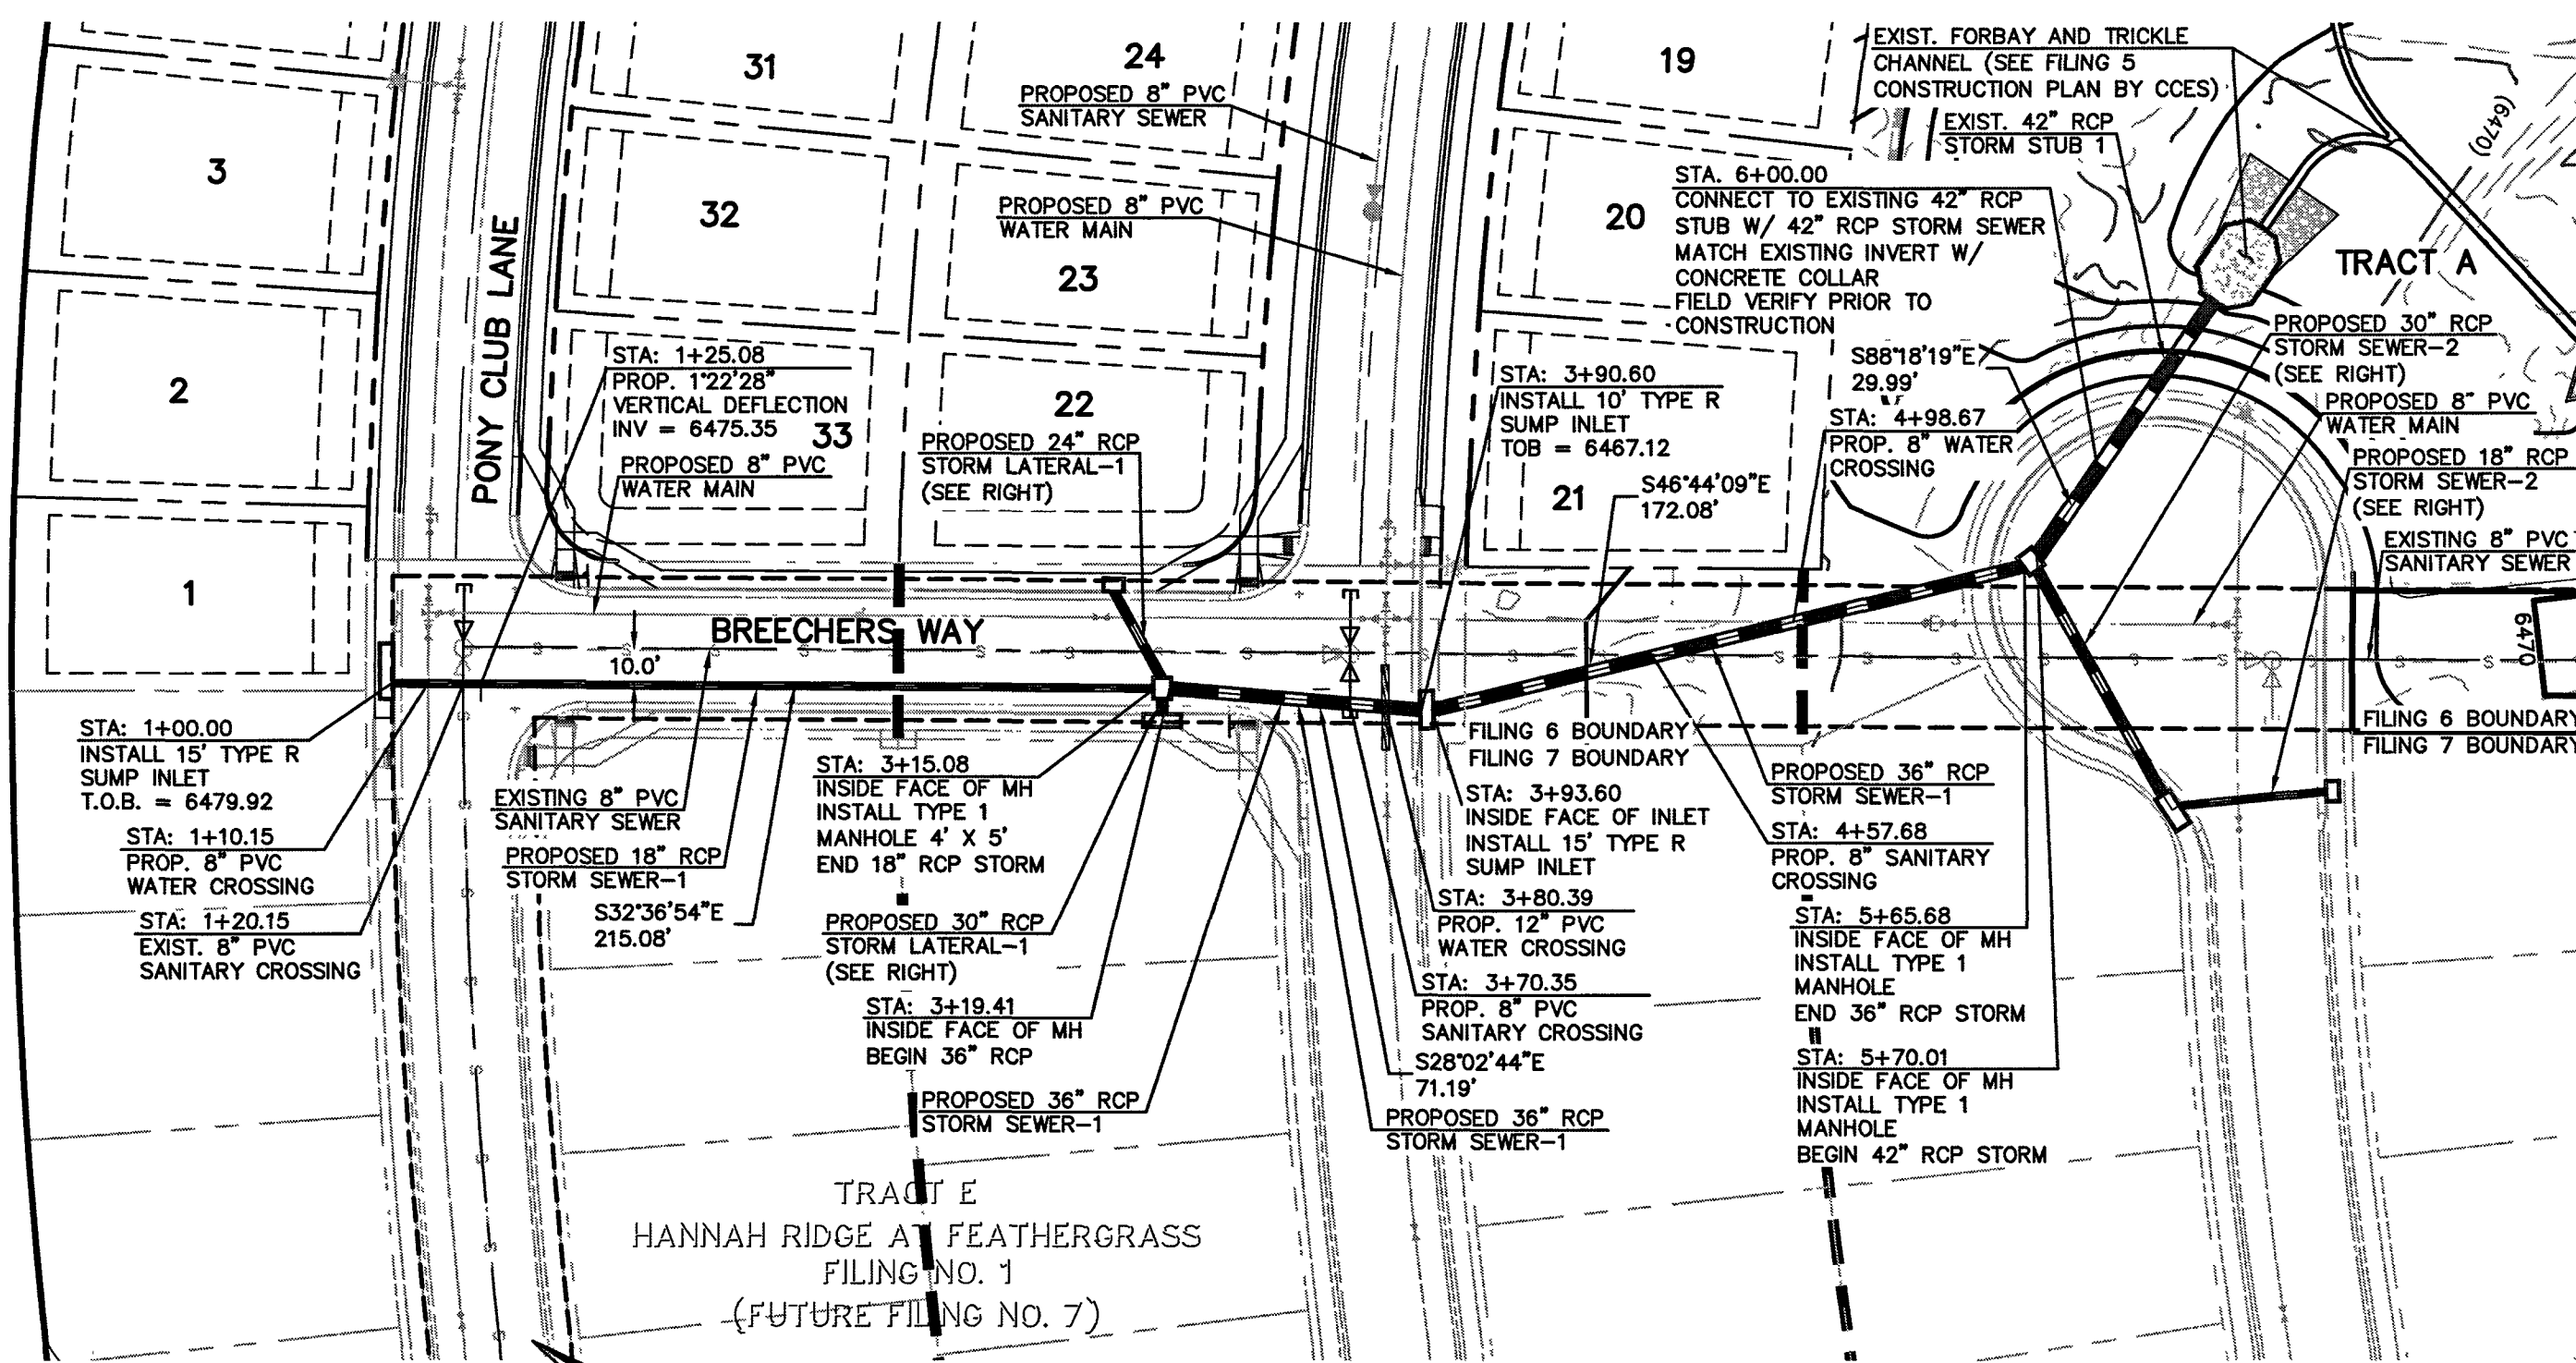 3
2
1
31
32
33
24
23
22
19
20
21
PONY CLUB LANE
BREECHERS WAY
10.0'
PROPOSED 8" PVC
SANITARY SEWER
PROPOSED 8" PVC
WATER MAIN
STA: 1+25.08
PROP. 1°22'28"
VERTICAL DEFLECTION
INV = 6475.35
PROPOSED 8" PVC
WATER MAIN
PROPOSED 24" RCP
STORM LATERAL-1
(SEE RIGHT)
EXIST. FORBAY AND TRICKLE
CHANNEL (SEE FILING 5
CONSTRUCTION PLAN BY CCES)
EXIST. 42" RCP
STORM STUB 1
(6470)
STA. 6+00.00
CONNECT TO EXISTING 42" RCP
STUB W/ 42" RCP STORM SEWER
MATCH EXISTING INVERT W/
CONCRETE COLLAR
FIELD VERIFY PRIOR TO
CONSTRUCTION
TRACT A
S88°18'19"E
29.99'
STA: 3+90.60
INSTALL 10' TYPE R
SUMP INLET
TOB = 6467.12
S46°44'09"E
172.08'
STA: 4+98.67
PROP. 8" WATER
CROSSING
PROPOSED 30" RCP
STORM SEWER-2
(SEE RIGHT)
PROPOSED 8" PVC
WATER MAIN
PROPOSED 18" RCP
STORM SEWER-2
(SEE RIGHT)
EXISTING 8" PVC
SANITARY SEWER
6470
FILING 6 BOUNDARY
FILING 7 BOUNDARY
FILING 6 BOUNDARY
FILING 7 BOUNDARY
STA: 1+00.00
INSTALL 15' TYPE R
SUMP INLET
T.O.B. = 6479.92
STA: 1+10.15
PROP. 8" PVC
WATER CROSSING
STA: 1+20.15
EXIST. 8" PVC
SANITARY CROSSING
EXISTING 8" PVC
SANITARY SEWER
PROPOSED 18" RCP
STORM SEWER-1
S32°36'54"E
215.08'
STA: 3+15.08
INSIDE FACE OF MH
INSTALL TYPE 1
MANHOLE 4' X 5'
END 18" RCP STORM
PROPOSED 30" RCP
STORM LATERAL-1
(SEE RIGHT)
STA: 3+19.41
INSIDE FACE OF MH
BEGIN 36" RCP
PROPOSED 36" RCP
STORM SEWER-1
STA: 3+93.60
INSIDE FACE OF INLET
INSTALL 15' TYPE R
SUMP INLET
STA: 3+80.39
PROP. 12" PVC
WATER CROSSING
STA: 3+70.35
PROP. 8" PVC
SANITARY CROSSING
S28°02'44"E
71.19'
PROPOSED 36" RCP
STORM SEWER-1
PROPOSED 36" RCP
STORM SEWER-1
STA: 4+57.68
PROP. 8" SANITARY
CROSSING
STA: 5+65.68
INSIDE FACE OF MH
INSTALL TYPE 1
MANHOLE
END 36" RCP STORM
STA: 5+70.01
INSIDE FACE OF MH
INSTALL TYPE 1
MANHOLE
BEGIN 42" RCP STORM
TRACT E
HANNAH RIDGE AT FEATHERGRASS
FILING NO. 1
(FUTURE FILING NO. 7)